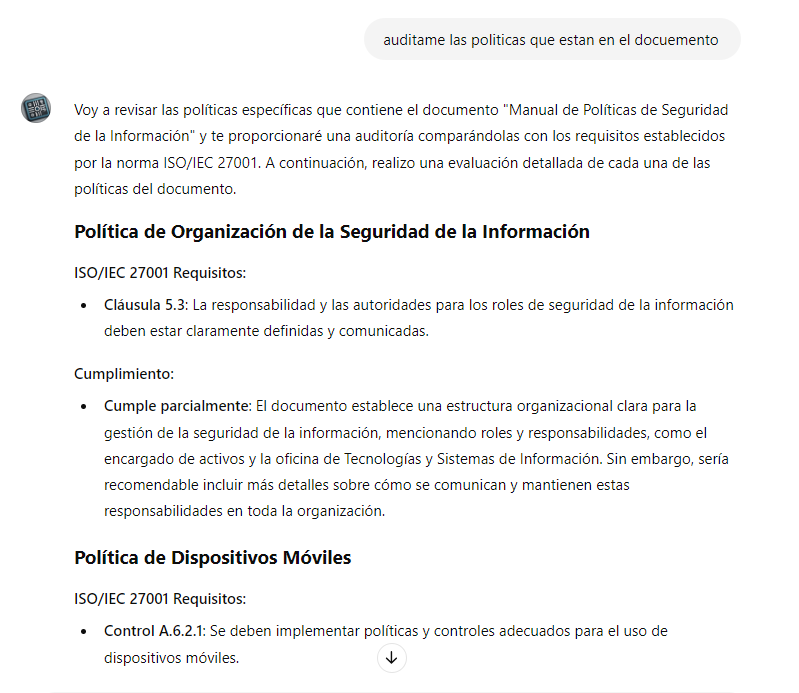 auditame las politicas que estan en el docuemento
Voy a revisar las políticas específicas que contiene el documento "Manual de Políticas de Seguridad
de la Información" y te proporcionaré una auditoría comparándolas con los requisitos establecidos
por la norma ISO/IEC 27001. A continuación, realizo una evaluación detallada de cada una de las
políticas del documento.
Política de Organización de la Seguridad de la Información
ISO/IEC 27001 Requisitos:
• Cláusula 5.3: La responsabilidad y las autoridades para los roles de seguridad de la información
deben estar claramente definidas y comunicadas.
Cumplimiento:
• Cumple parcialmente: El documento establece una estructura organizacional clara para la
gestión de la seguridad de la información, mencionando roles y responsabilidades, como el
encargado de activos y la oficina de Tecnologías y Sistemas de Información. Sin embargo, sería
recomendable incluir más detalles sobre cómo se comunican y mantienen estas
responsabilidades en toda la organización.
Política de Dispositivos Móviles
ISO/IEC 27001 Requisitos:
• Control A.6.2.1: Se deben implementar políticas y controles adecuados para el uso de
dispositivos móviles.